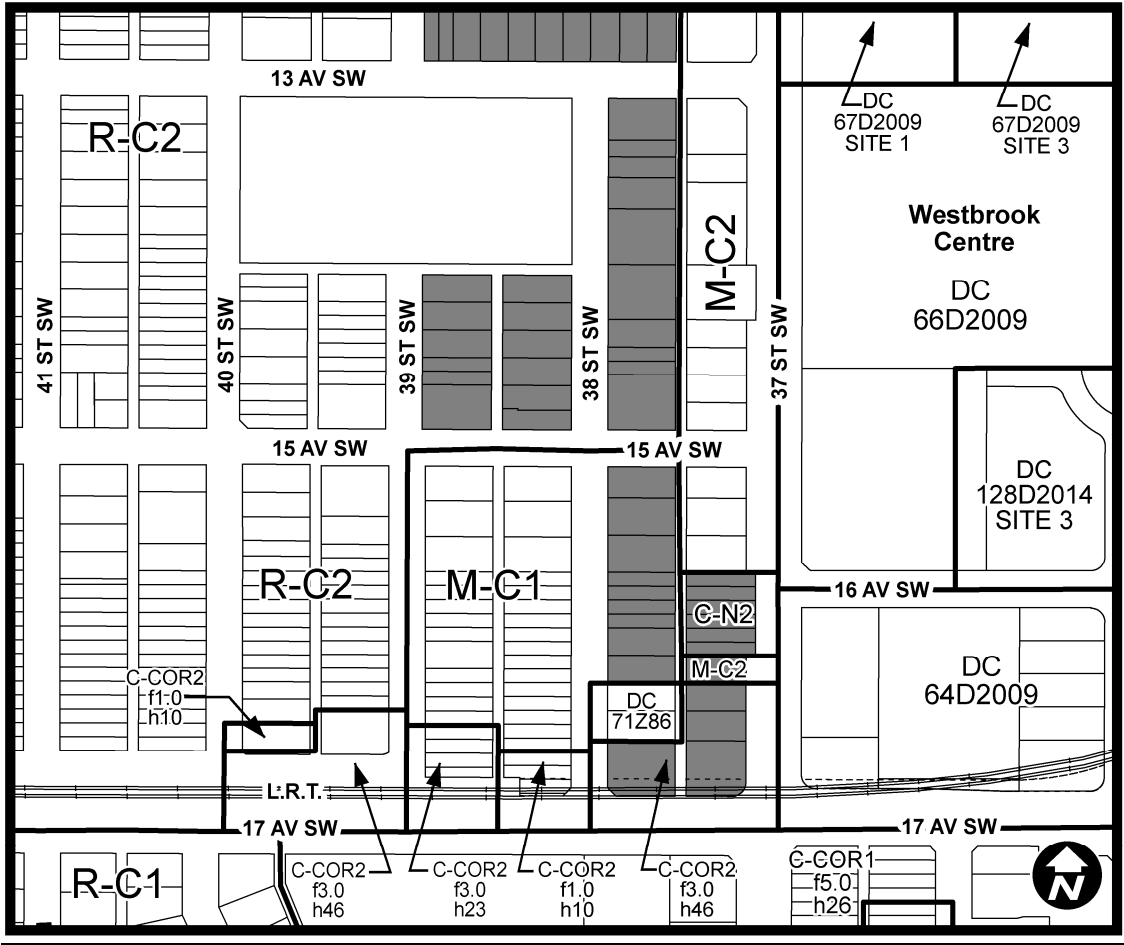 13 AV SW
R-C2
DC
67D2009
SITE 1
DC
67D2009
SITE 3
Westbrook
Centre
DC
66D2009
M-C2
41 ST SW
40 ST SW
39 ST SW
38 ST SW
37 ST SW
15 AV SW
15 AV SW
DC
128D2014
SITE 3
R-C2
M-C1
16 AV SW
C-N2
M-C2
DC
64D2009
C-COR2
f1.0
h10
DC
71Z86
L.R.T.
17 AV SW
17 AV SW
R-C1
C-COR2
f3.0
h46
C-COR2
f3.0
h23
C-COR2
f1.0
h10
C-COR2
f3.0
h46
C-COR1
f5.0
h26
N